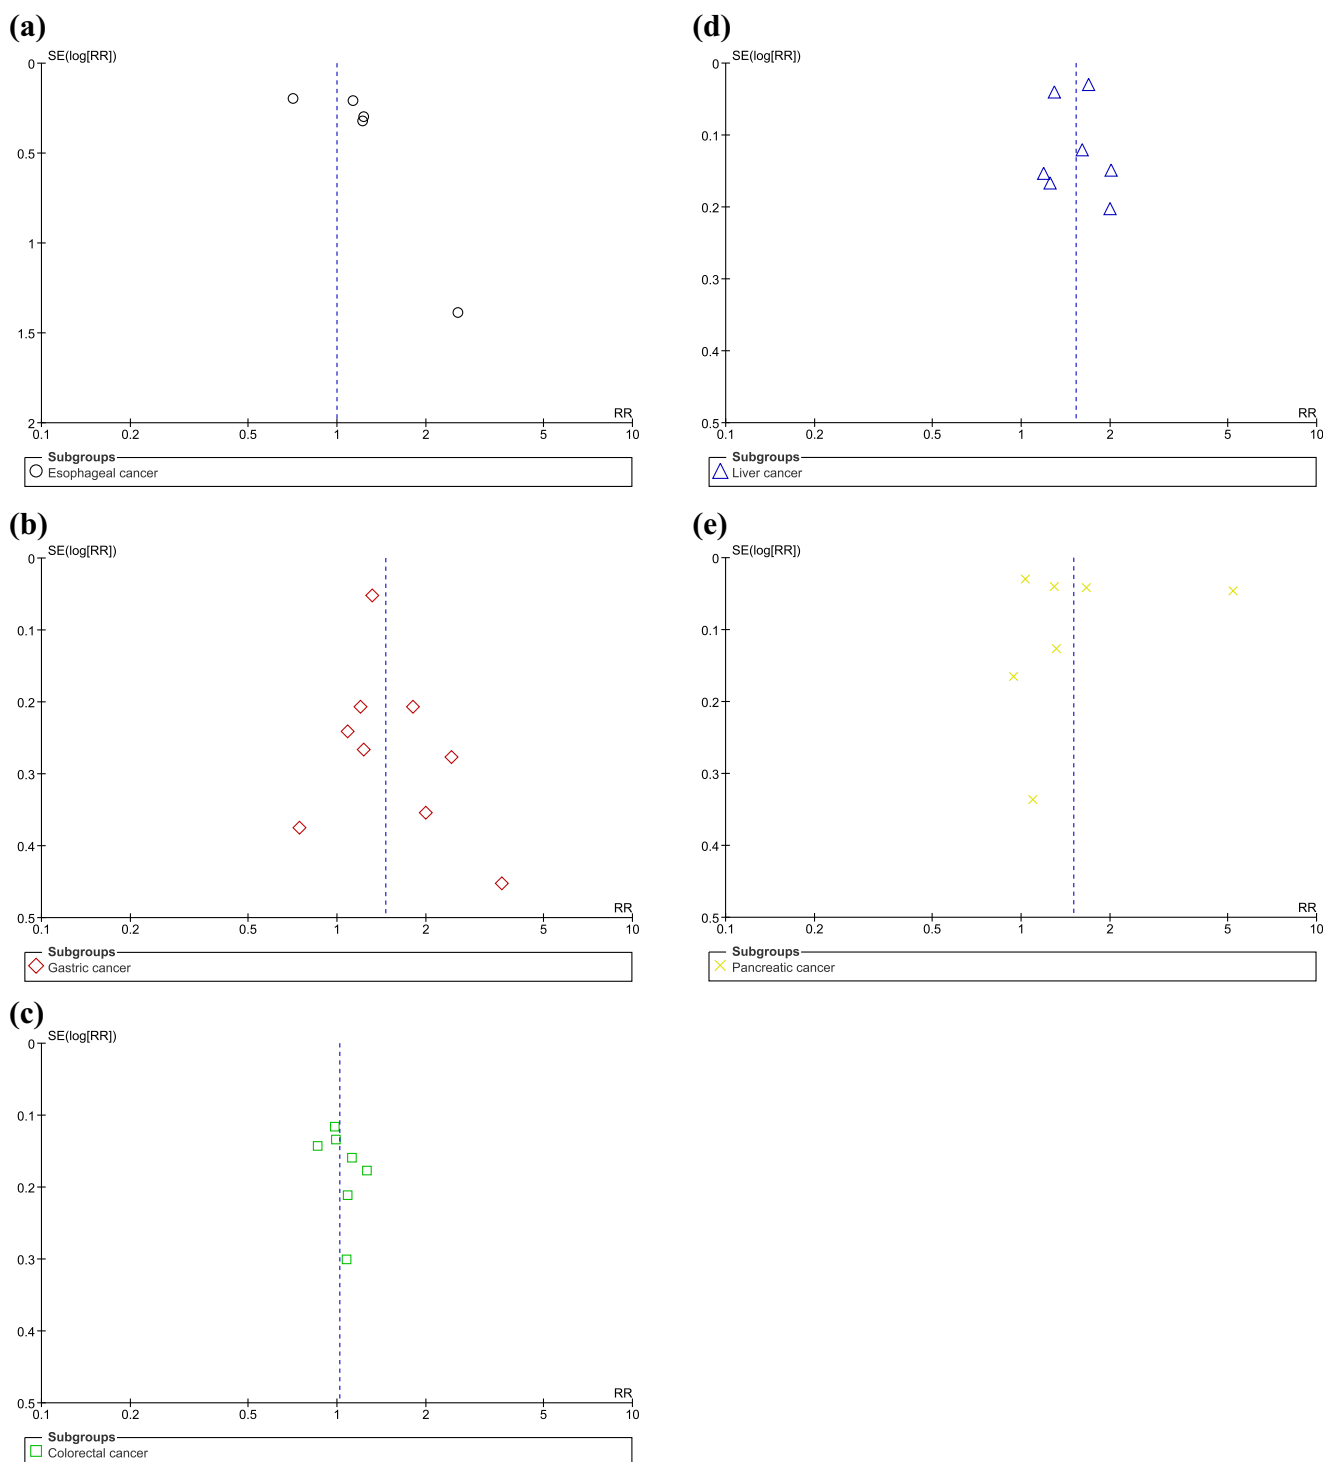 (a)
SE(log[RR])
0
0.5
1
1.5
2
RR
0.1 0.2 0.5 1 2 5 10
Subgroups
Esophageal cancer
(b)
SE(log[RR])
0
0.1
0.2
0.3
0.4
0.5
RR
0.1 0.2 0.5 1 2 5 10
Subgroups
Gastric cancer
(c)
SE(log[RR])
0
0.1
0.2
0.3
0.4
0.5
RR
0.1 0.2 0.5 1 2 5 10
Subgroups
Colorectal cancer
(d)
SE(log[RR])
0
0.1
0.2
0.3
0.4
0.5
RR
0.1 0.2 0.5 1 2 5 10
Subgroups
Liver cancer
(e)
SE(log[RR])
0
0.1
0.2
0.3
0.4
0.5
RR
0.1 0.2 0.5 1 2 5 10
Subgroups
Pancreatic cancer